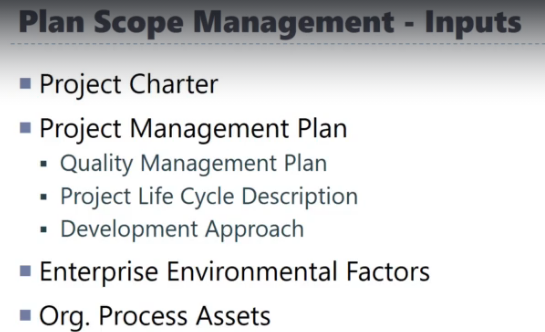 Plan Scope Management - Inputs
Project Charter
Project Management Plan
Quality Management Plan
Project Life Cycle Description
Development Approach
Enterprise Environmental Factors
Org. Process Assets